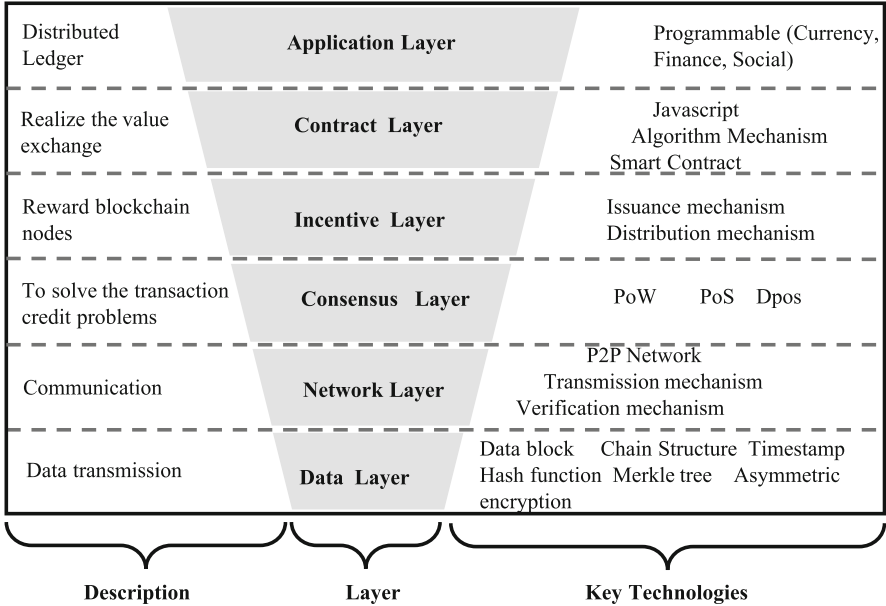 Distributed
Ledger
Application Layer
Programmable (Currency,
Finance, Social)
Realize the value
exchange
Contract Layer
Javascript
Algorithm Mechanism
Smart Contract
Reward blockchain
nodes
Incentive Layer
Issuance mechanism
Distribution mechanism
To solve the transaction
credit problems
Consensus Layer
PoW PoS Dpos
Communication
Network Layer
P2P Network
Transmission mechanism
Verification mechanism
Data transmission
Data Layer
Data block Chain Structure Timestamp
Hash function Merkle tree Asymmetric
encryption
Description
Layer
Key Technologies